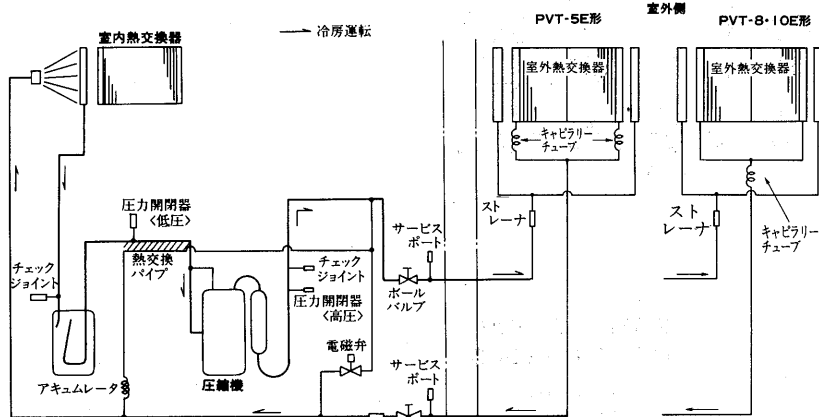 室外側
PVT-5E形
PVT-8・10E形
室内熱交換器
冷房運転
室外熱交換器
室外熱交換器
キャピラリー
チューブ
圧力開閉器
<低圧>
スト
レーナ
スト
レーナ
キャピラリー
チューブ
サービス
ポート
熱交換
パイプ
チェック
ジョイント
チェック
ジョイント
ボール
バルブ
圧力開閉器
<高圧>
電磁弁
サービス
ポート
アキュムレータ
圧縮機